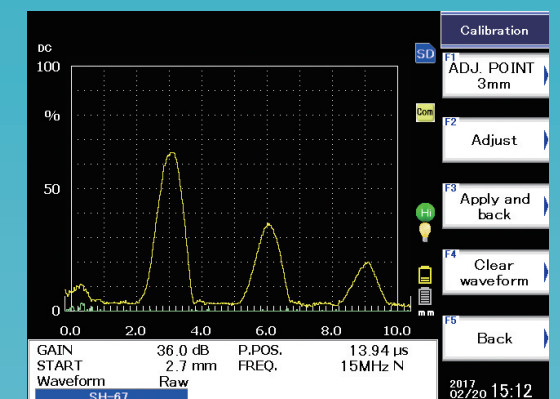 Calibration
DC
SD
100
F1
ADJ. POINT
3mm
%
Com
F2
Adjust
50
F3
Apply and
back
Hi
F4
Clear
waveform
0
mm
F5
Back
0.0 2.0 4.0 6.0 8.0 10.0
GAIN 36.0 dB P.POS. 13.94 µs
START 2.7 mm FREQ. 15MHz N
Waveform Raw
SH-67
2017
02/20 15:12